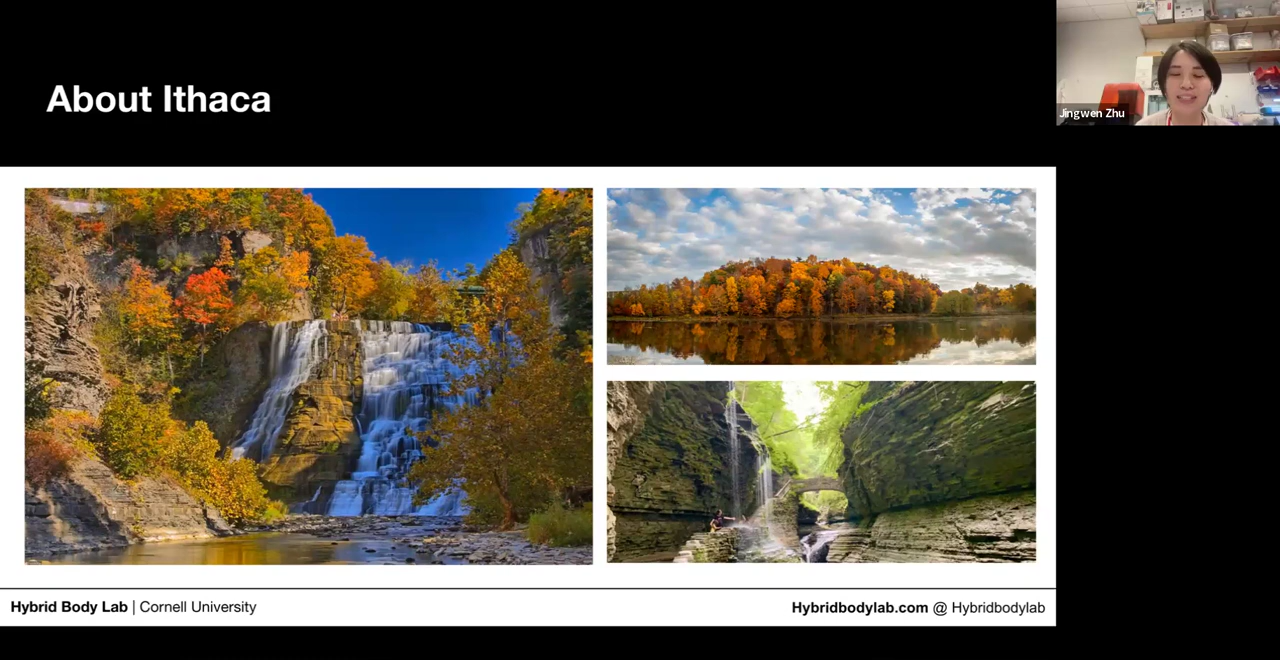 About Ithaca
Jingwen Zhu
Hybrid Body Lab | Cornell University
Hybridbodylab.com @ Hybridbodylab